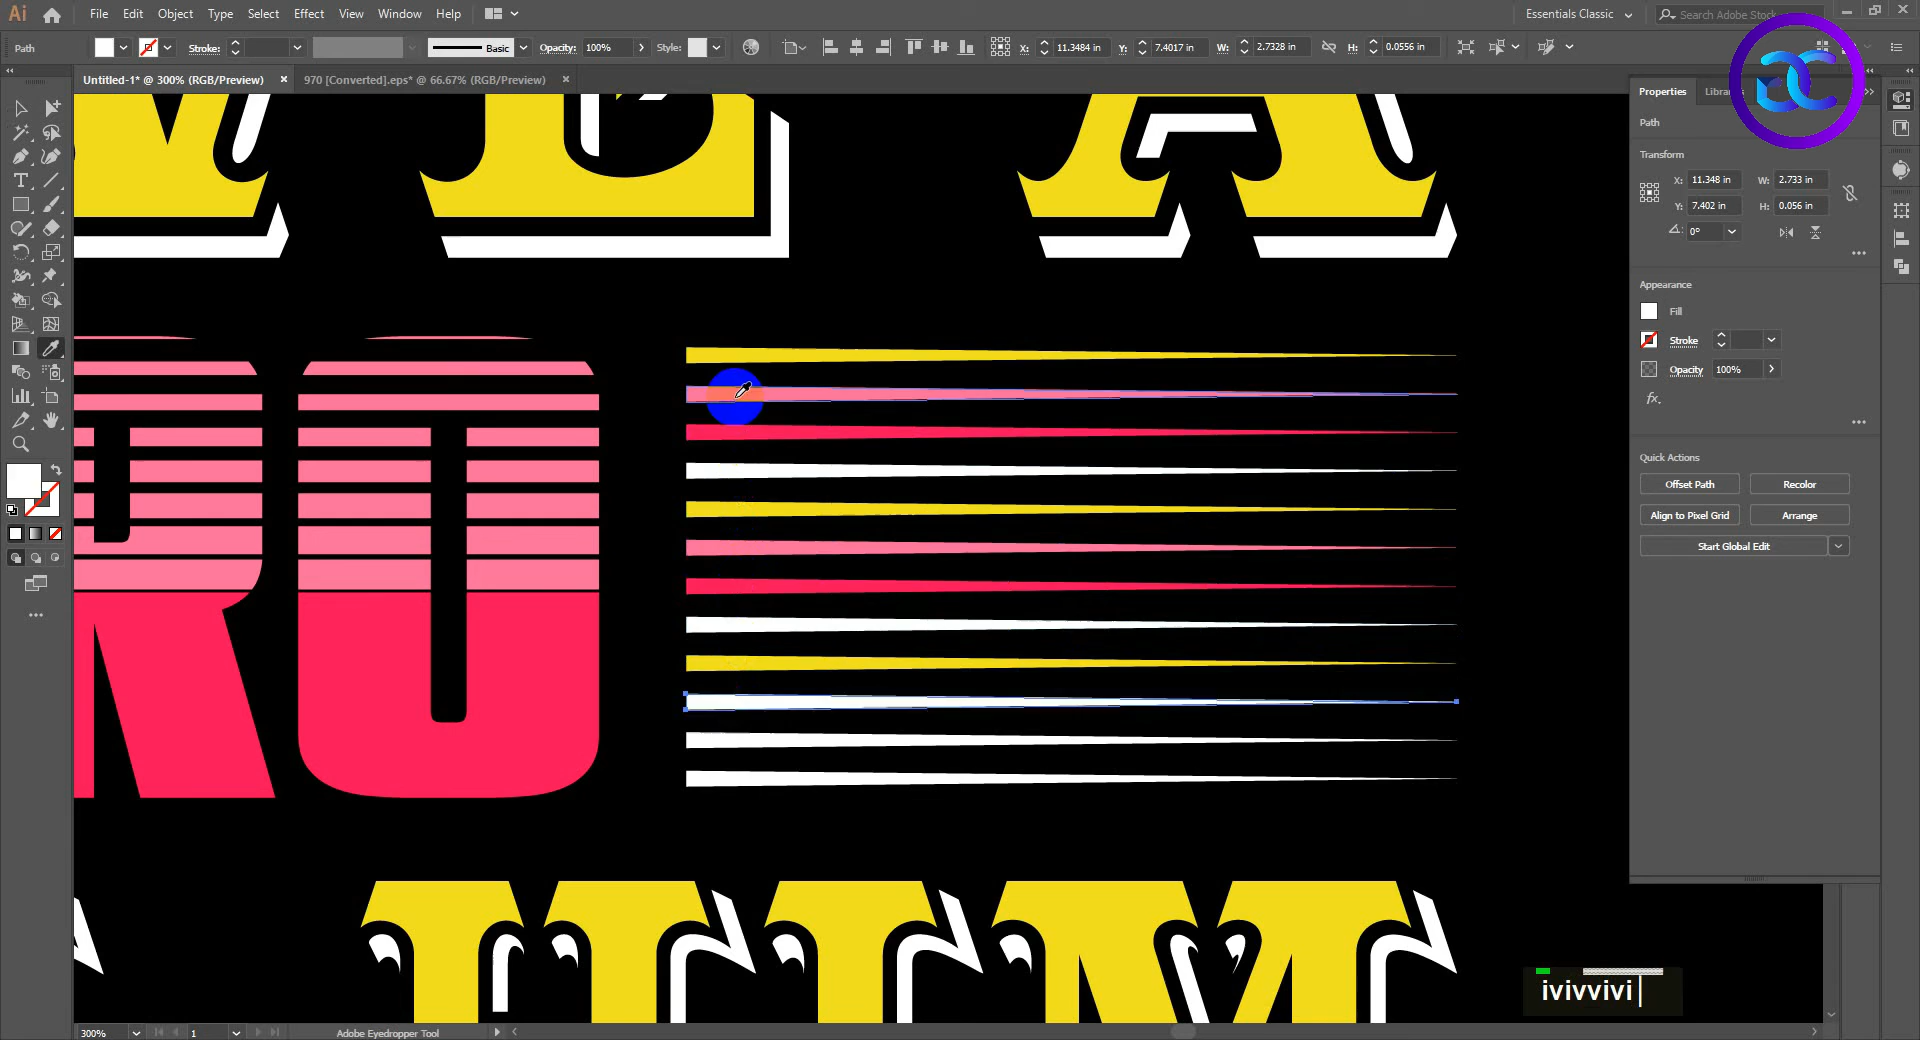 Ai File Edit Object Type Select Effect View Window Help Essentials Classic Search Adobe Stock
Path Stroke: Basic Opacity: 100% Style: X: 11.3484 in Y: 7.4017 in W: 2.7328 in H: 0.0556 in
Untitled-1* @ 300% (RGB/Preview) × 970 [Converted].eps* @ 66.67% (RGB/Preview) ×
Properties
Path
Transform
X: 11.348 in W: 2.733 in
Y: 7.402 in H: 0.056 in
0°
Appearance
Fill
Stroke
Opacity 100%
fx.
Quick Actions
Offset Path Recolor
Align to Pixel Grid Arrange
Start Global Edit
RO
ivivvivi
300% 1 Adobe Eyedropper Tool